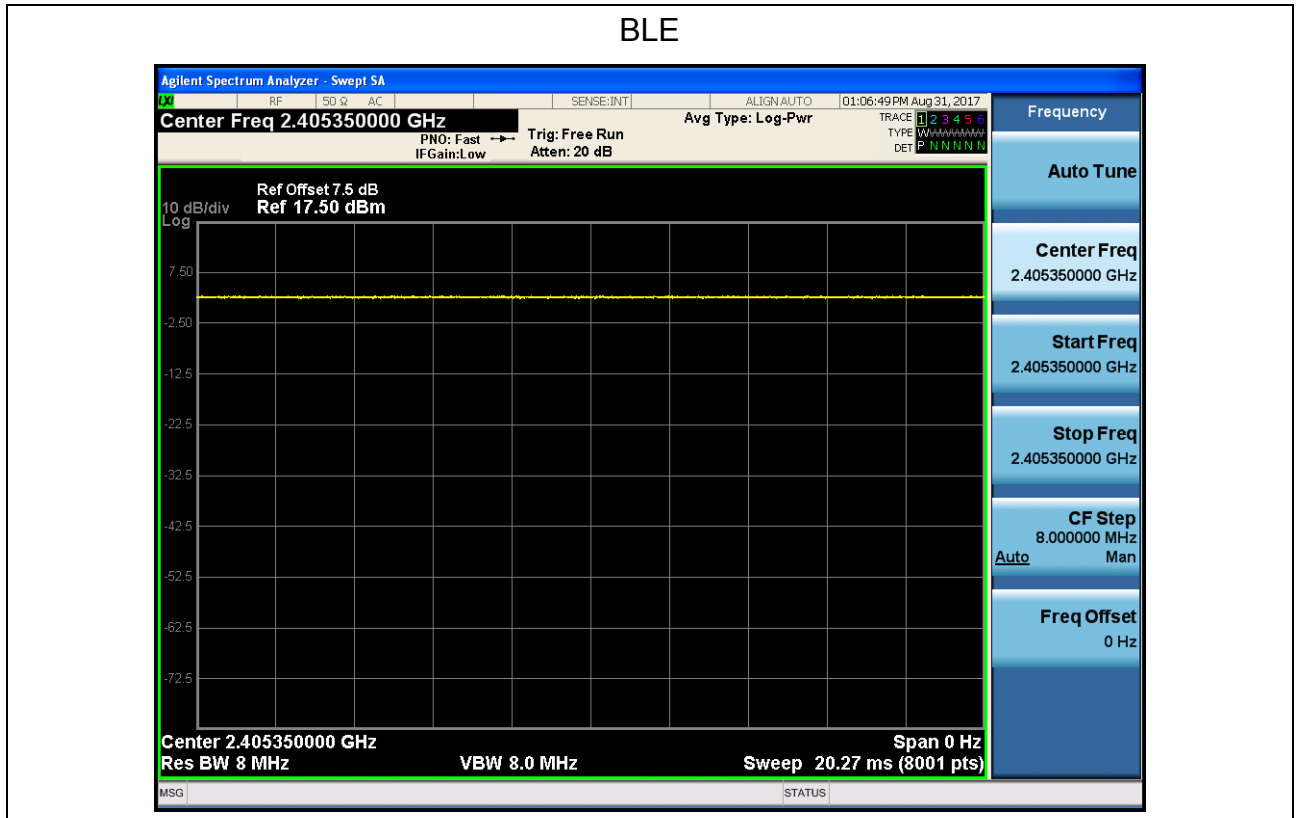 BLE
Agilent Spectrum Analyzer - Swept SA
LXI RF 50 Ω AC SENSE:INT ALIGN AUTO 01:06:49 PM Aug 31, 2017
Center Freq 2.405350000 GHz
PNO: Fast
IFGain:Low
Trig: Free Run
Atten: 20 dB
Avg Type: Log-Pwr
TRACE 1 2 3 4 5 6
TYPE WWWWWWW
DET P N N N N N
Ref Offset 7.5 dB
10 dB/div Ref 17.50 dBm
Log
7.50
-2.50
-12.5
-22.5
-32.5
-42.5
-52.5
-62.5
-72.5
Center 2.405350000 GHz Span 0 Hz
Res BW 8 MHz VBW 8.0 MHz Sweep 20.27 ms (8001 pts)
MSG STATUS
Frequency
Auto Tune
Center Freq
2.405350000 GHz
Start Freq
2.405350000 GHz
Stop Freq
2.405350000 GHz
CF Step
8.000000 MHz
Auto Man
Freq Offset
0 Hz